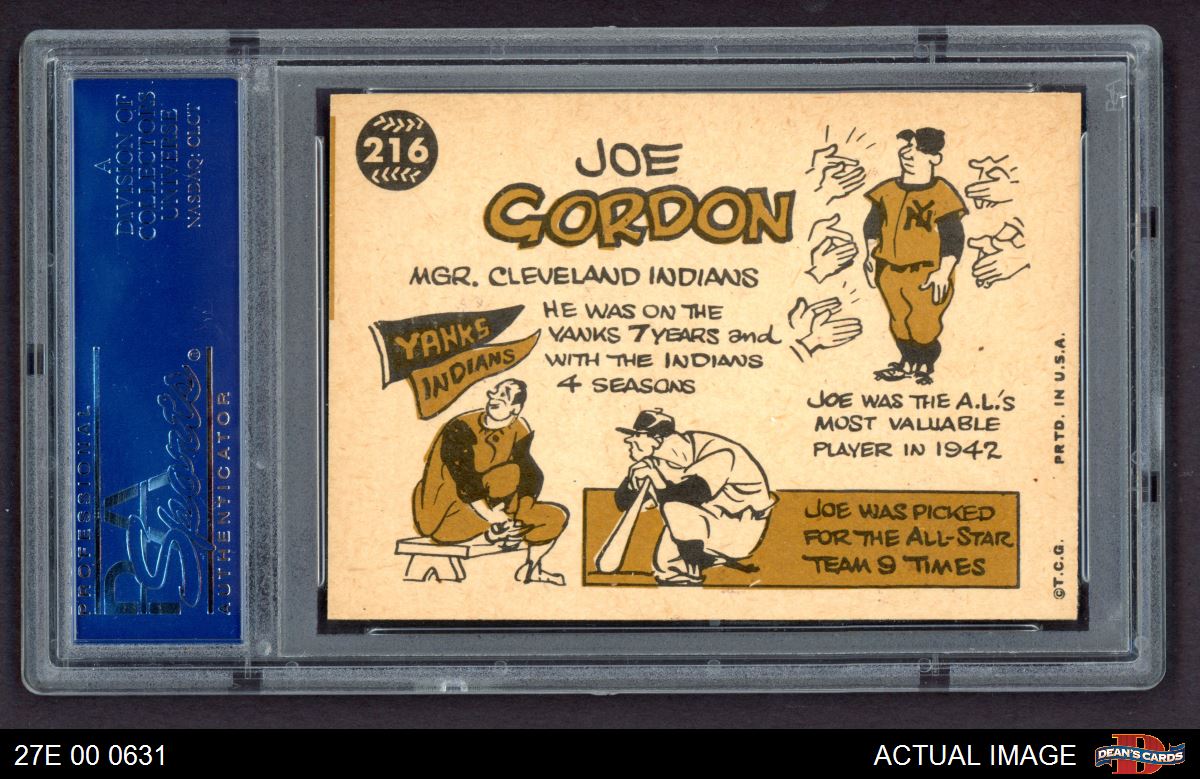 A
DIVISION OF
COLLECTORS
UNIVERSE
NASDAQ: CLCT
PROFESSIONAL
PSA
Sports®
AUTHENTICATOR
216
JOE
GORDON
MGR. CLEVELAND INDIANS
YANKS
INDIANS
HE WAS ON THE
YANKS 7 YEARS and
WITH THE INDIANS
4 SEASONS
NY
JOE WAS THE A.L.'S
MOST VALUABLE
PLAYER IN 1942
JOE WAS PICKED
FOR THE ALL-STAR
TEAM 9 TIMES
©T.C.G.
PRTD. IN U.S.A.
27E 00 0631
ACTUAL IMAGE
D
DEAN'S CARDS